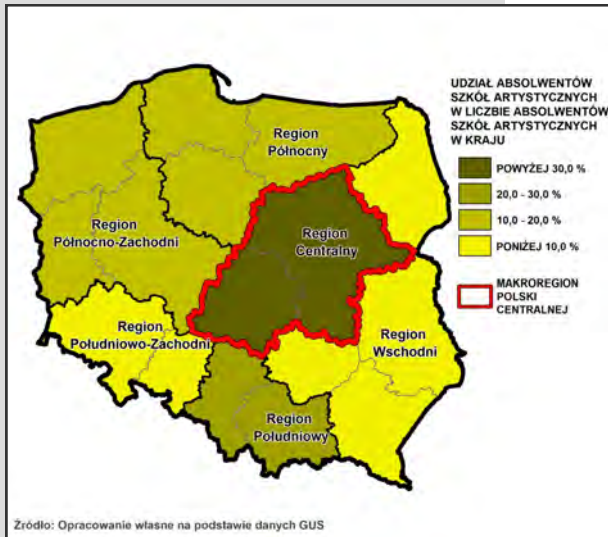 UDZIAŁ ABSOLWENTÓW
SZKÓŁ ARTYSTYCZNYCH
W LICZBIE ABSOLWENTÓW
SZKÓŁ ARTYSTYCZNYCH
W KRAJU
POWYŻEJ 30,0 %
20,0 - 30,0 %
10,0 - 20,0 %
PONIŻEJ 10,0 %
MAKROREGION
POLSKI
CENTRALNEJ
Region
Północny
Region
Północno-Zachodni
Region
Centralny
Region
Południowo-Zachodni
Region
Wschodni
Region
Południowy
Źródło: Opracowanie własne na podstawie danych GUS